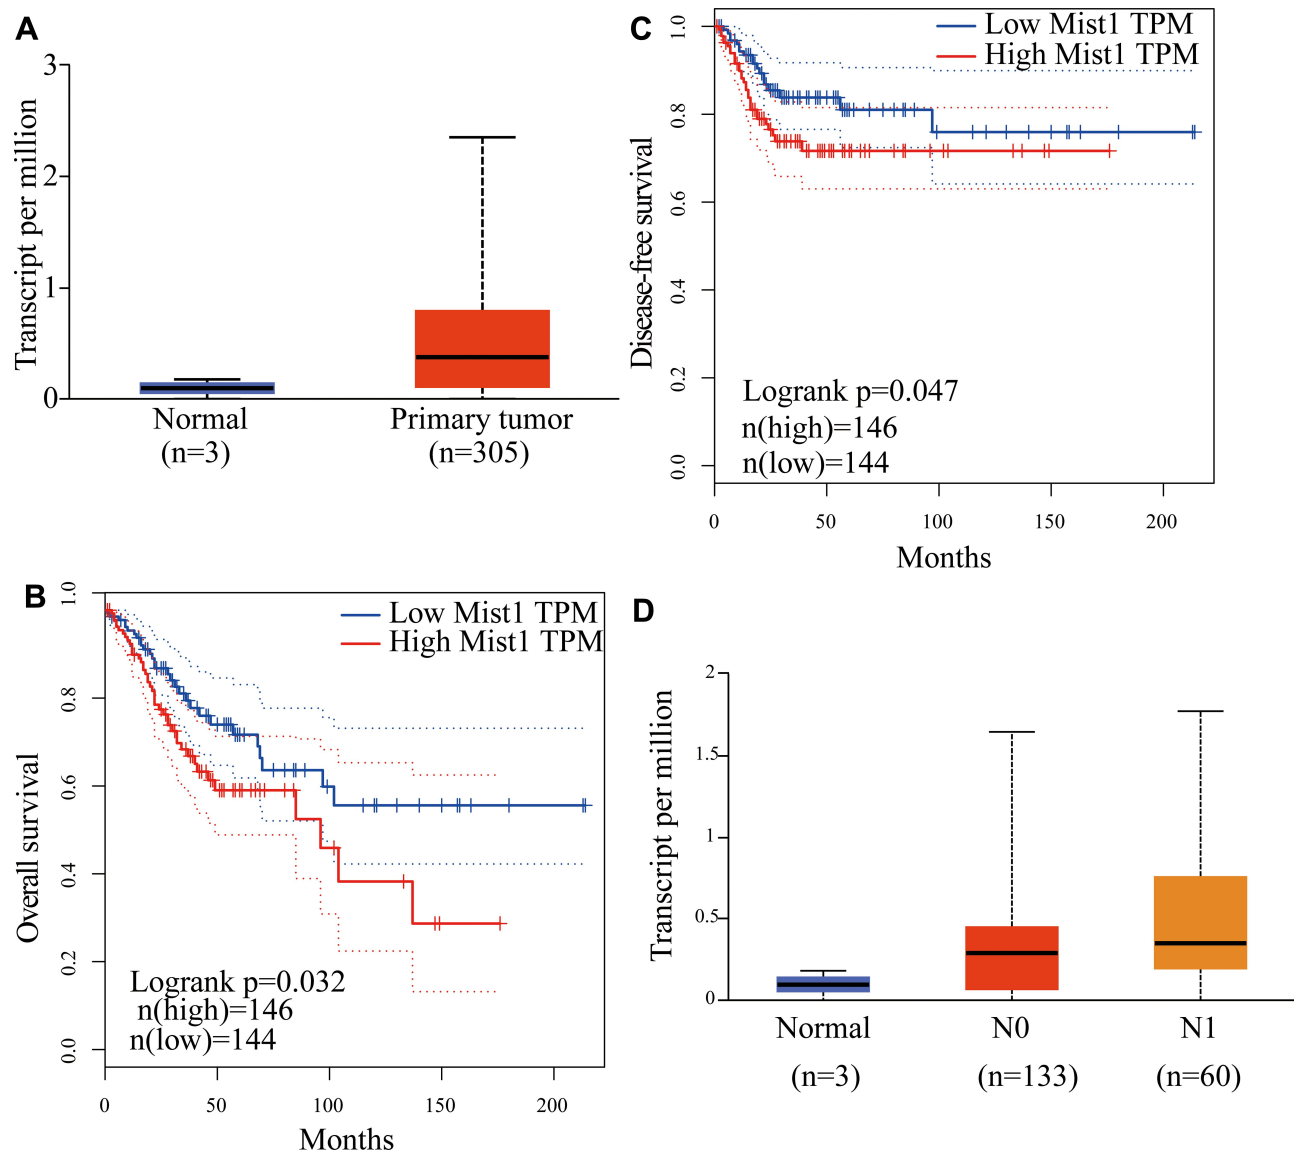 A
Transcript per million
3
2
1
0
Normal
(n=3)
Primary tumor
(n=305)
B
Overall survival
1.0
0.8
0.6
0.4
0.2
0.0
Low Mist1 TPM
High Mist1 TPM
Logrank p=0.032
n(high)=146
n(low)=144
0
50
100
150
200
Months
C
Disease-free survival
1.0
0.8
0.6
0.4
0.2
0.0
Low Mist1 TPM
High Mist1 TPM
Logrank p=0.047
n(high)=146
n(low)=144
0
50
100
150
200
Months
D
Transcript per million
2
1.5
1
0.5
0
Normal
(n=3)
N0
(n=133)
N1
(n=60)